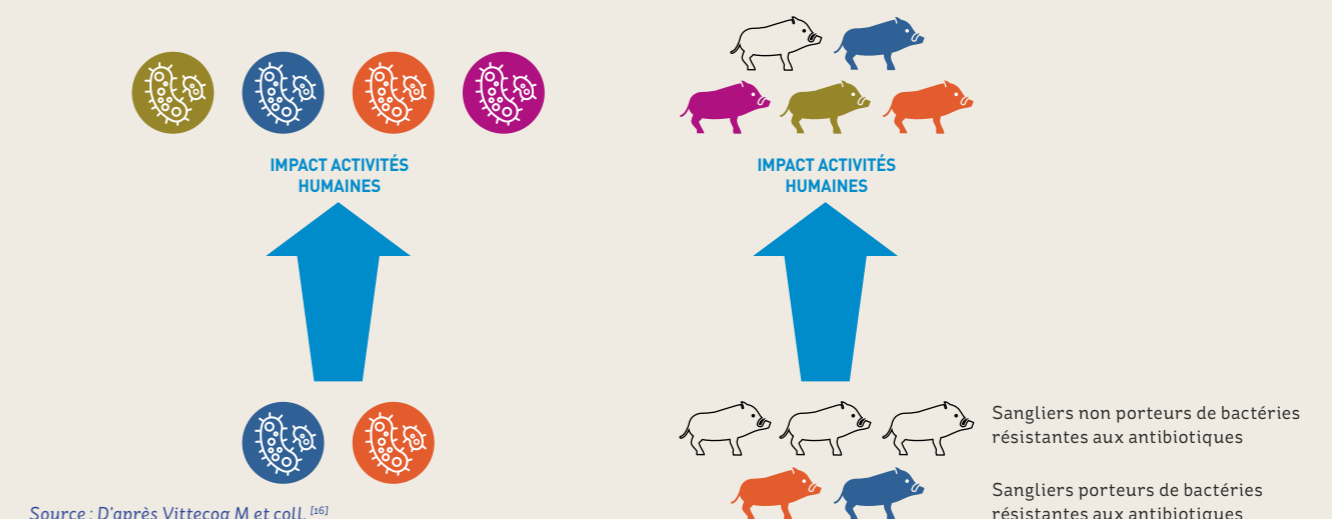 IMPACT ACTIVITÉS
HUMAINES
IMPACT ACTIVITÉS
HUMAINES
Sangliers non porteurs de bactéries
résistantes aux antibiotiques
Sangliers porteurs de bactéries
résistantes aux antibiotiques
Source : D'après Vittecoq M et coll. [16]